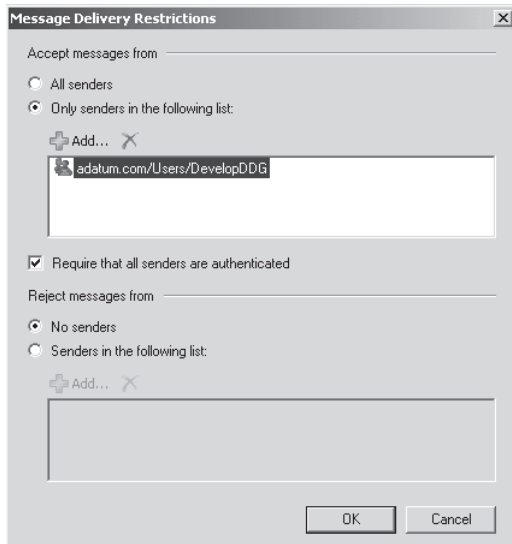 Message Delivery Restrictions
Accept messages from
All senders
Only senders in the following list:
Add...
adatum.com/Users/DevelopDDG
Require that all senders are authenticated
Reject messages from
No senders
Senders in the following list:
Add...
OK Cancel